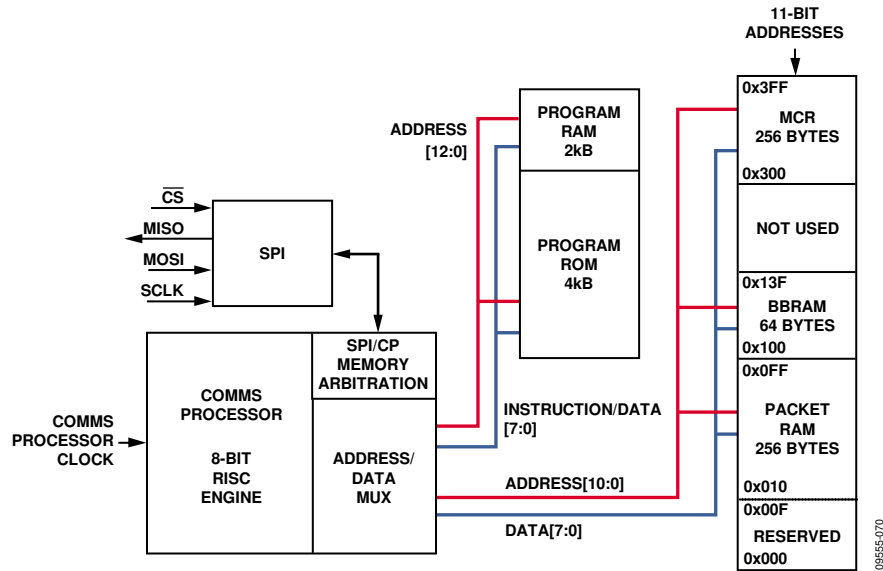 11-BIT
ADDRESSES
0x3FF
MCR
256 BYTES
0x300
NOT USED
0x13F
BBRAM
64 BYTES
0x100
0x0FF
PACKET
RAM
256 BYTES
0x010
0x00F
RESERVED
0x000
PROGRAM
RAM
2kB
PROGRAM
ROM
4kB
ADDRESS
[12:0]
CS
MISO
MOSI
SCLK
SPI
SPI/CP
MEMORY
ARBITRATION
COMMS
PROCESSOR
8-BIT
RISC
ENGINE
ADDRESS/
DATA
MUX
COMMS
PROCESSOR
CLOCK
INSTRUCTION/DATA
[7:0]
ADDRESS[10:0]
DATA[7:0]
09555-070